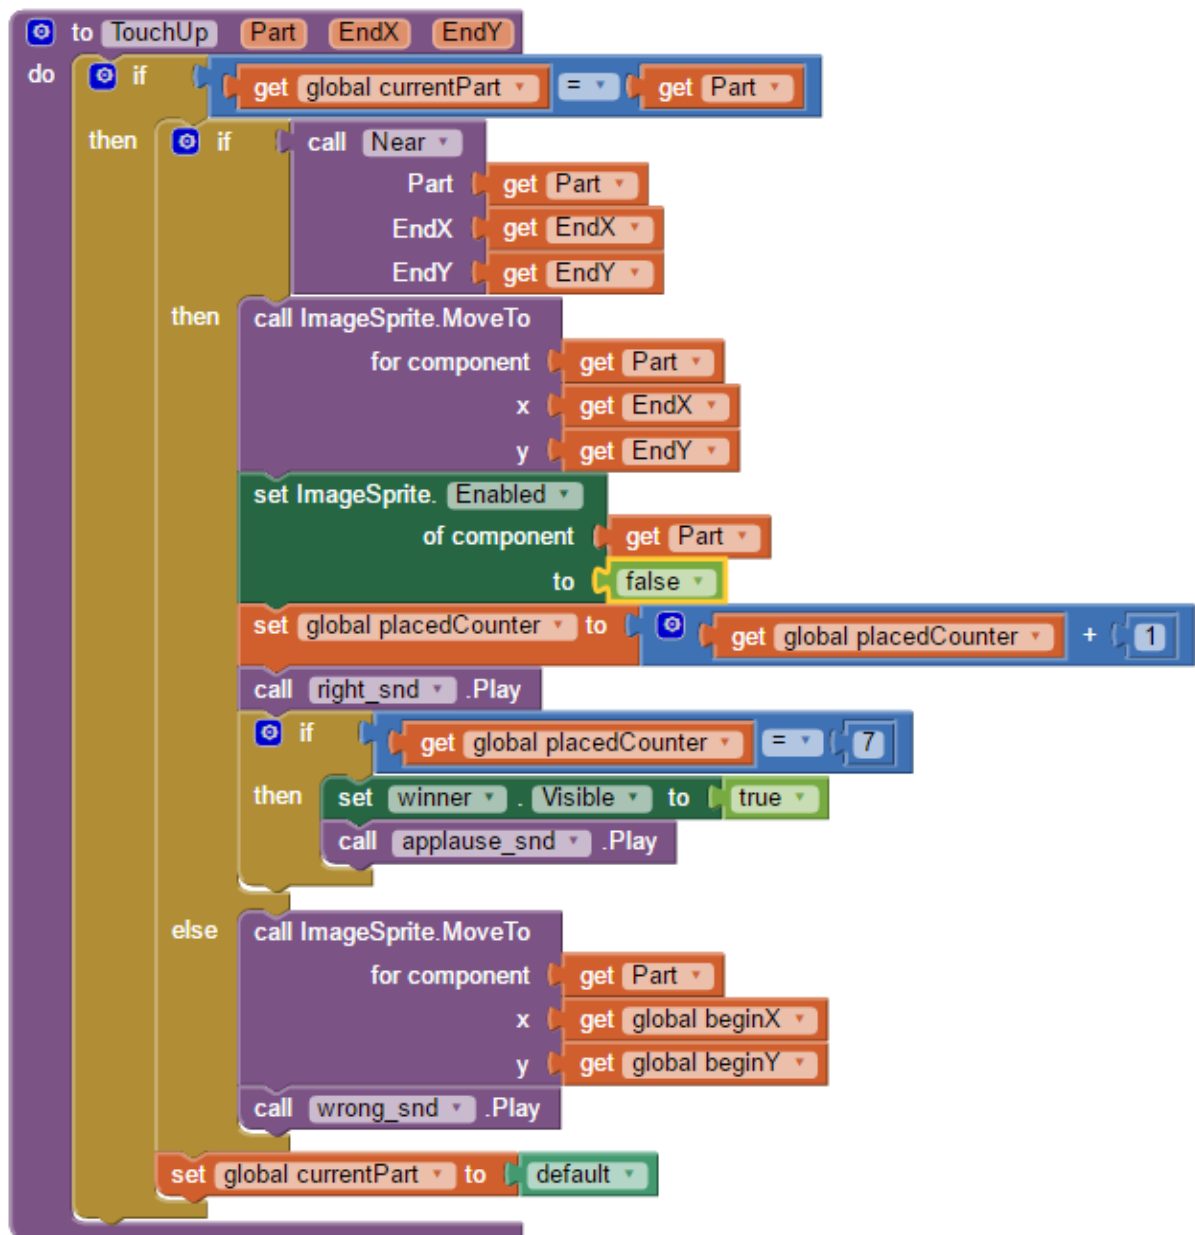 to TouchUp Part EndX EndY
do if get global currentPart = get Part
then if call Near
Part get Part
EndX get EndX
EndY get EndY
then call ImageSprite.MoveTo
for component get Part
x get EndX
y get EndY
set ImageSprite. Enabled
of component get Part
to false
set global placedCounter to get global placedCounter + 1
call right_snd .Play
if get global placedCounter = 7
then set winner . Visible to true
call applause_snd .Play
else call ImageSprite.MoveTo
for component get Part
x get global beginX
y get global beginY
call wrong_snd .Play
set global currentPart to default